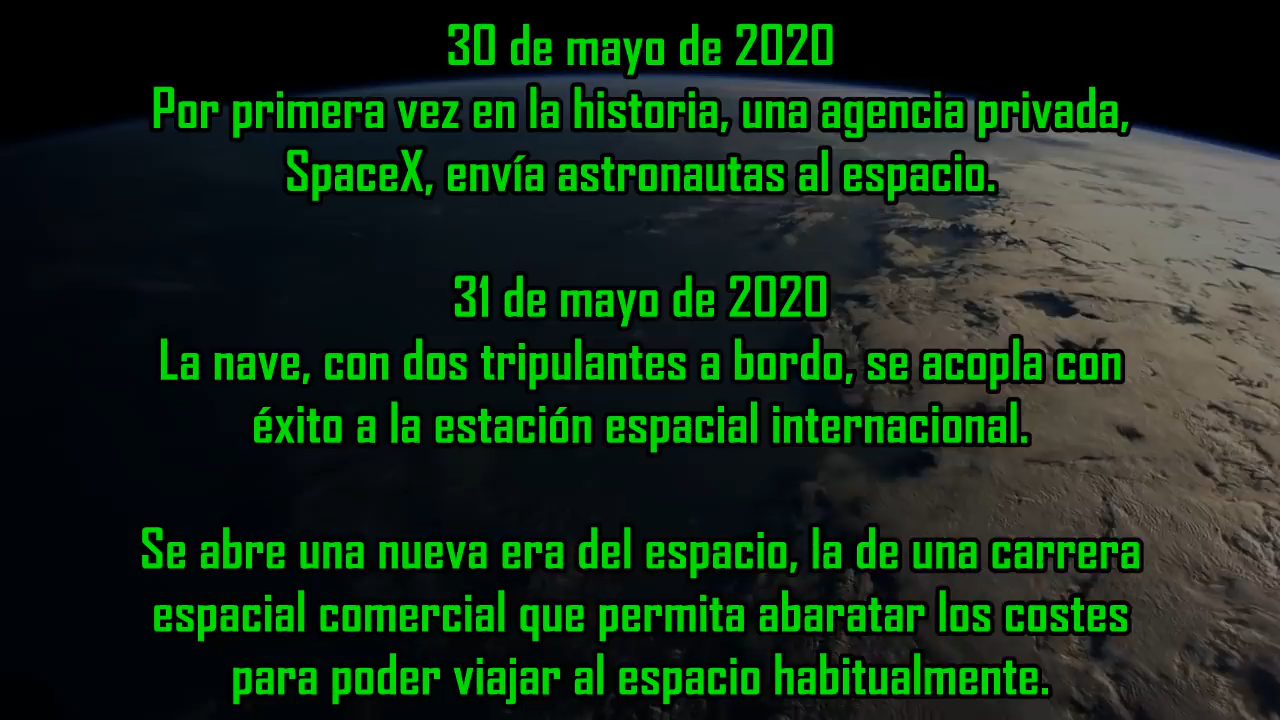 30 de mayo de 2020
Por primera vez en la historia, una agencia privada,
SpaceX, envía astronautas al espacio.
31 de mayo de 2020
La nave, con dos tripulantes a bordo, se acopla con
éxito a la estación espacial internacional.
Se abre una nueva era del espacio, la de una carrera
espacial comercial que permita abaratar los costes
para poder viajar al espacio habitualmente.